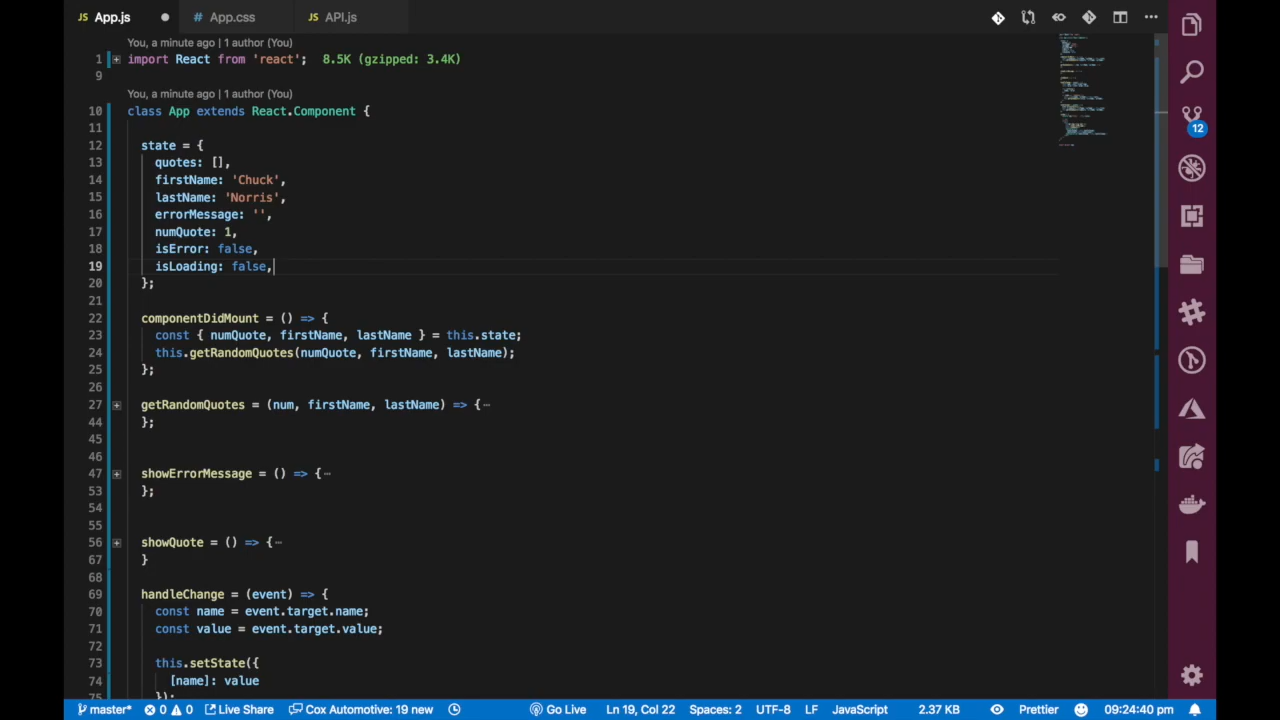 JS App.js
# App.css
JS API.js
You, a minute ago | 1 author (You)
1 import React from 'react'; 8.5K (gzipped: 3.4K)
9
You, a minute ago | 1 author (You)
10 class App extends React.Component {
11
12 state = {
13 quotes: [],
14 firstName: 'Chuck',
15 lastName: 'Norris',
16 errorMessage: '',
17 numQuote: 1,
18 isError: false,
19 isLoading: false,
20 };
21
22 componentDidMount = () => {
23 const { numQuote, firstName, lastName } = this.state;
24 this.getRandomQuotes(numQuote, firstName, lastName);
25 };
26
27 getRandomQuotes = (num, firstName, lastName) => {⋯
44 };
45
46
47 showErrorMessage = () => {⋯
53 };
54
55
56 showQuote = () => {⋯
67 }
68
69 handleChange = (event) => {
70 const name = event.target.name;
71 const value = event.target.value;
72
73 this.setState({
74 [name]: value
75 });
12
master* 0 0 Live Share Cox Automotive: 19 new Go Live Ln 19, Col 22 Spaces: 2 UTF-8 LF JavaScript 2.37 KB Prettier 09:24:40 pm